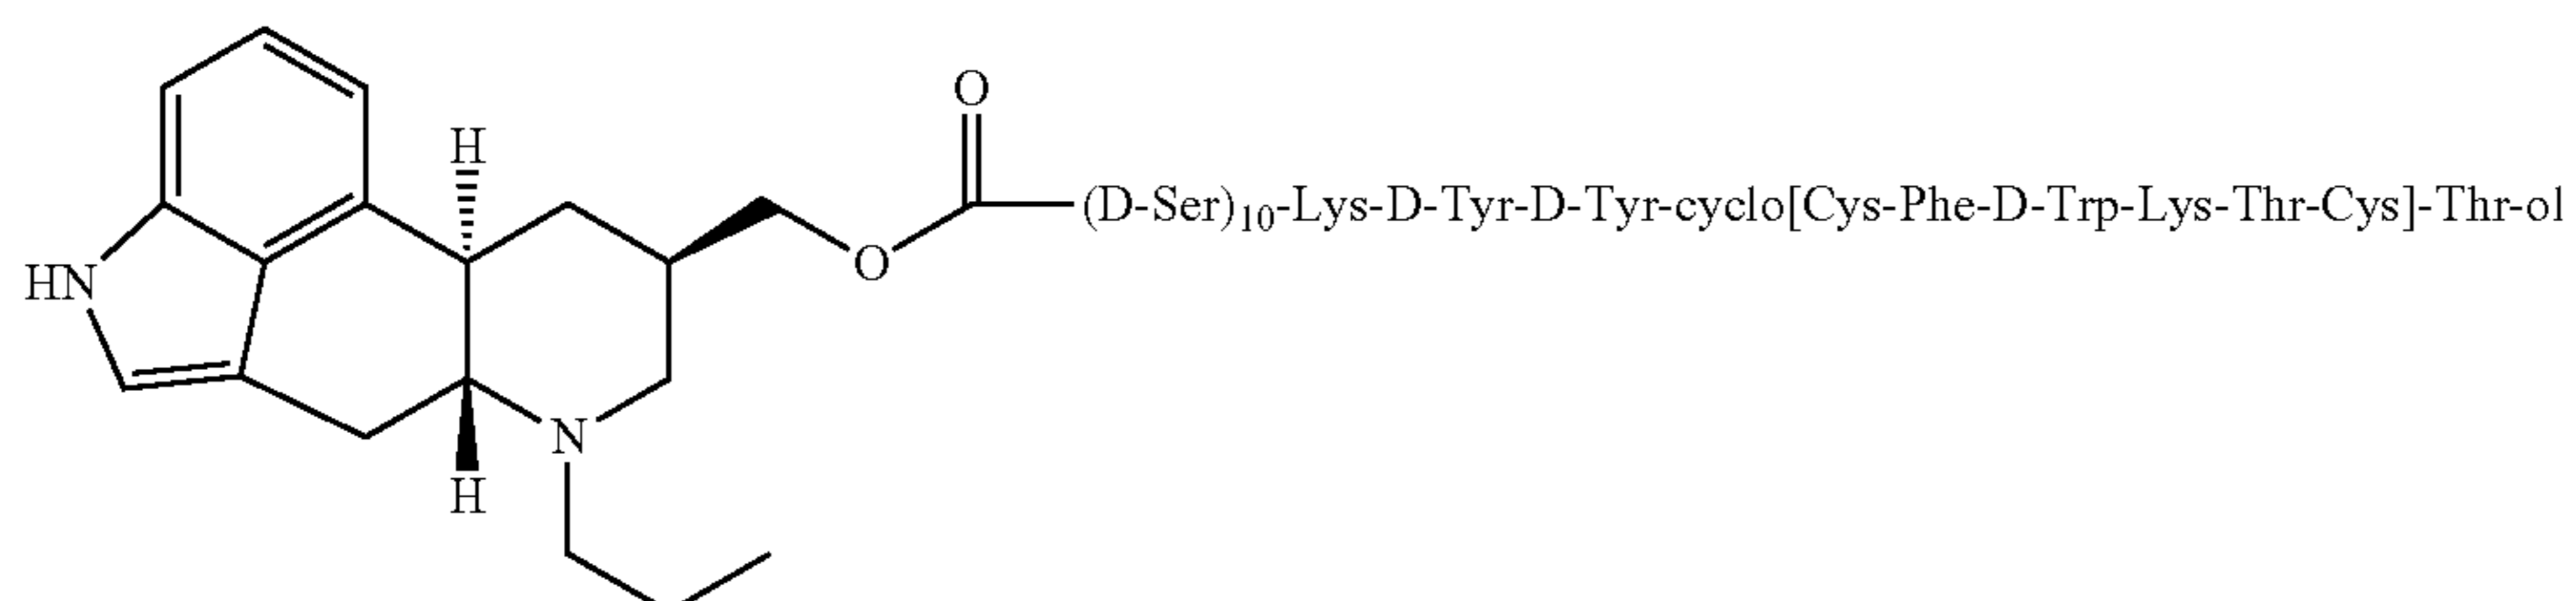 O
H
(D-Ser)10-Lys-D-Tyr-D-Tyr-cyclo[Cys-Phe-D-Trp-Lys-Thr-Cys]-Thr-ol
O
HN
N
H